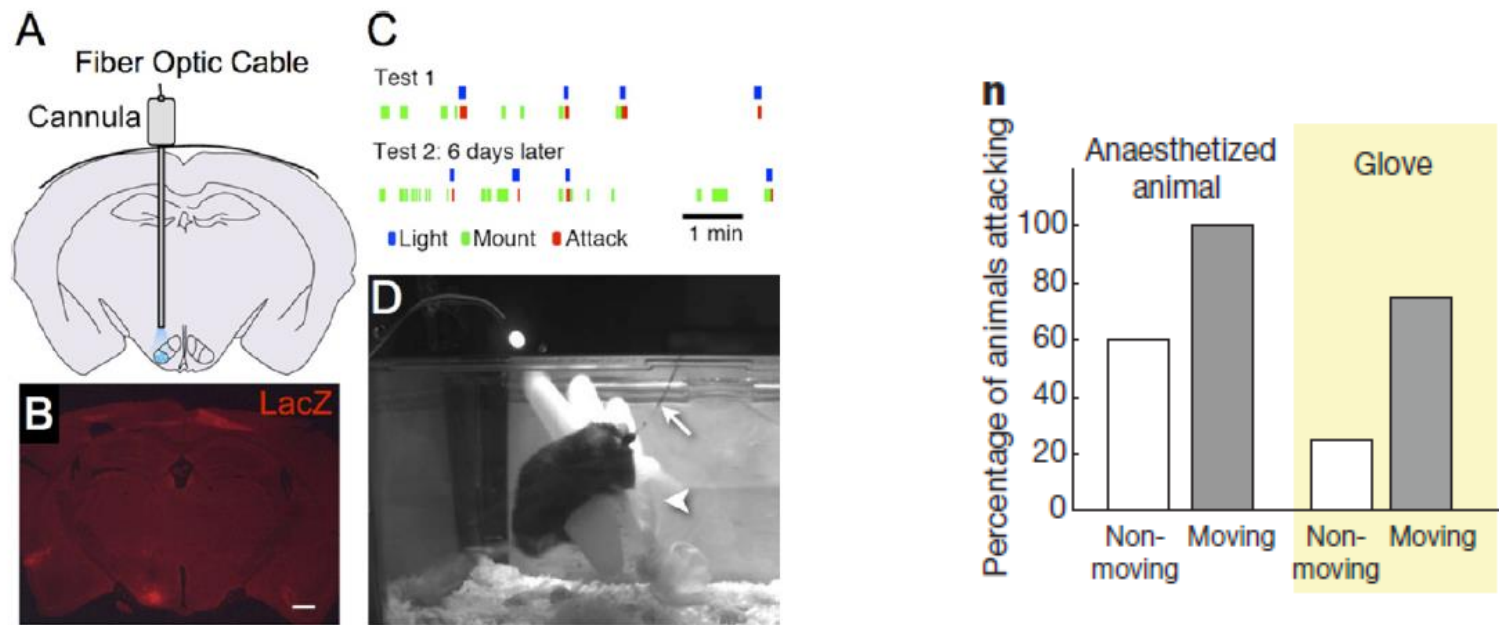 A
Fiber Optic Cable
Cannula
B
LacZ
C
Test 1
Test 2: 6 days later
Light Mount Attack
1 min
D
n
Percentage of animals attacking
100
80
60
40
20
0
Anaesthetized
animal
Glove
Non-
moving
Moving
Non-
moving
Moving